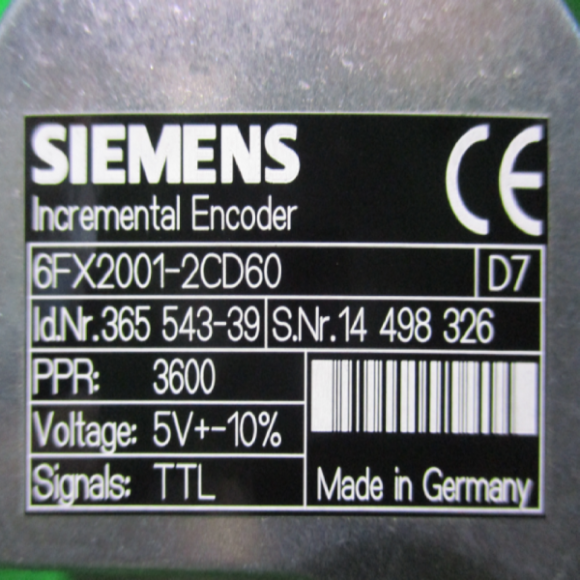 SIEMENS CE
Incremental Encoder
6FX2001-2CD60 D7
Id.Nr.365 543-39 S.Nr.14 498 326
PPR: 3600
Voltage: 5V+-10%
Signals: TTL
Made in Germany